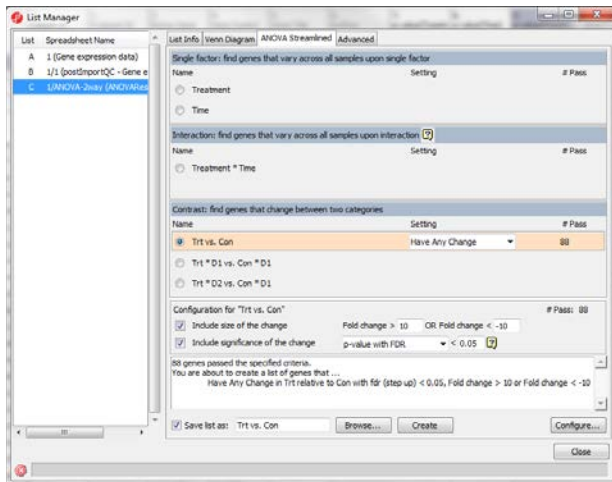 List Manager
List Spreadsheet Name
A 1 (Gene expression data)
B 1/1 (postImportQC - Gene e
C 1/ANOVA-2way (ANOVARes
List Info Venn Diagram ANOVA Streamlined Advanced
Single factor: find genes that vary across all samples upon single factor
Name Setting # Pass
Treatment
Time
Interaction: find genes that vary across all samples upon interaction [?]
Name Setting # Pass
Treatment * Time
Contrast: find genes that change between two categories
Name Setting # Pass
Trt vs. Con Have Any Change 88
Trt * D1 vs. Con * D1
Trt * D2 vs. Con * D1
Configuration for "Trt vs. Con" # Pass: 88
Include size of the change Fold change > 10 OR Fold change < -10
Include significance of the change p-value with FDR < 0.05 [?]
88 genes passed the specified criteria.
You are about to create a list of genes that ...
Have Any Change in Trt relative to Con with fdr (step up) < 0.05, Fold change > 10 or Fold change < -10
Save list as: Trt vs. Con Browse... Create Configure...
Close